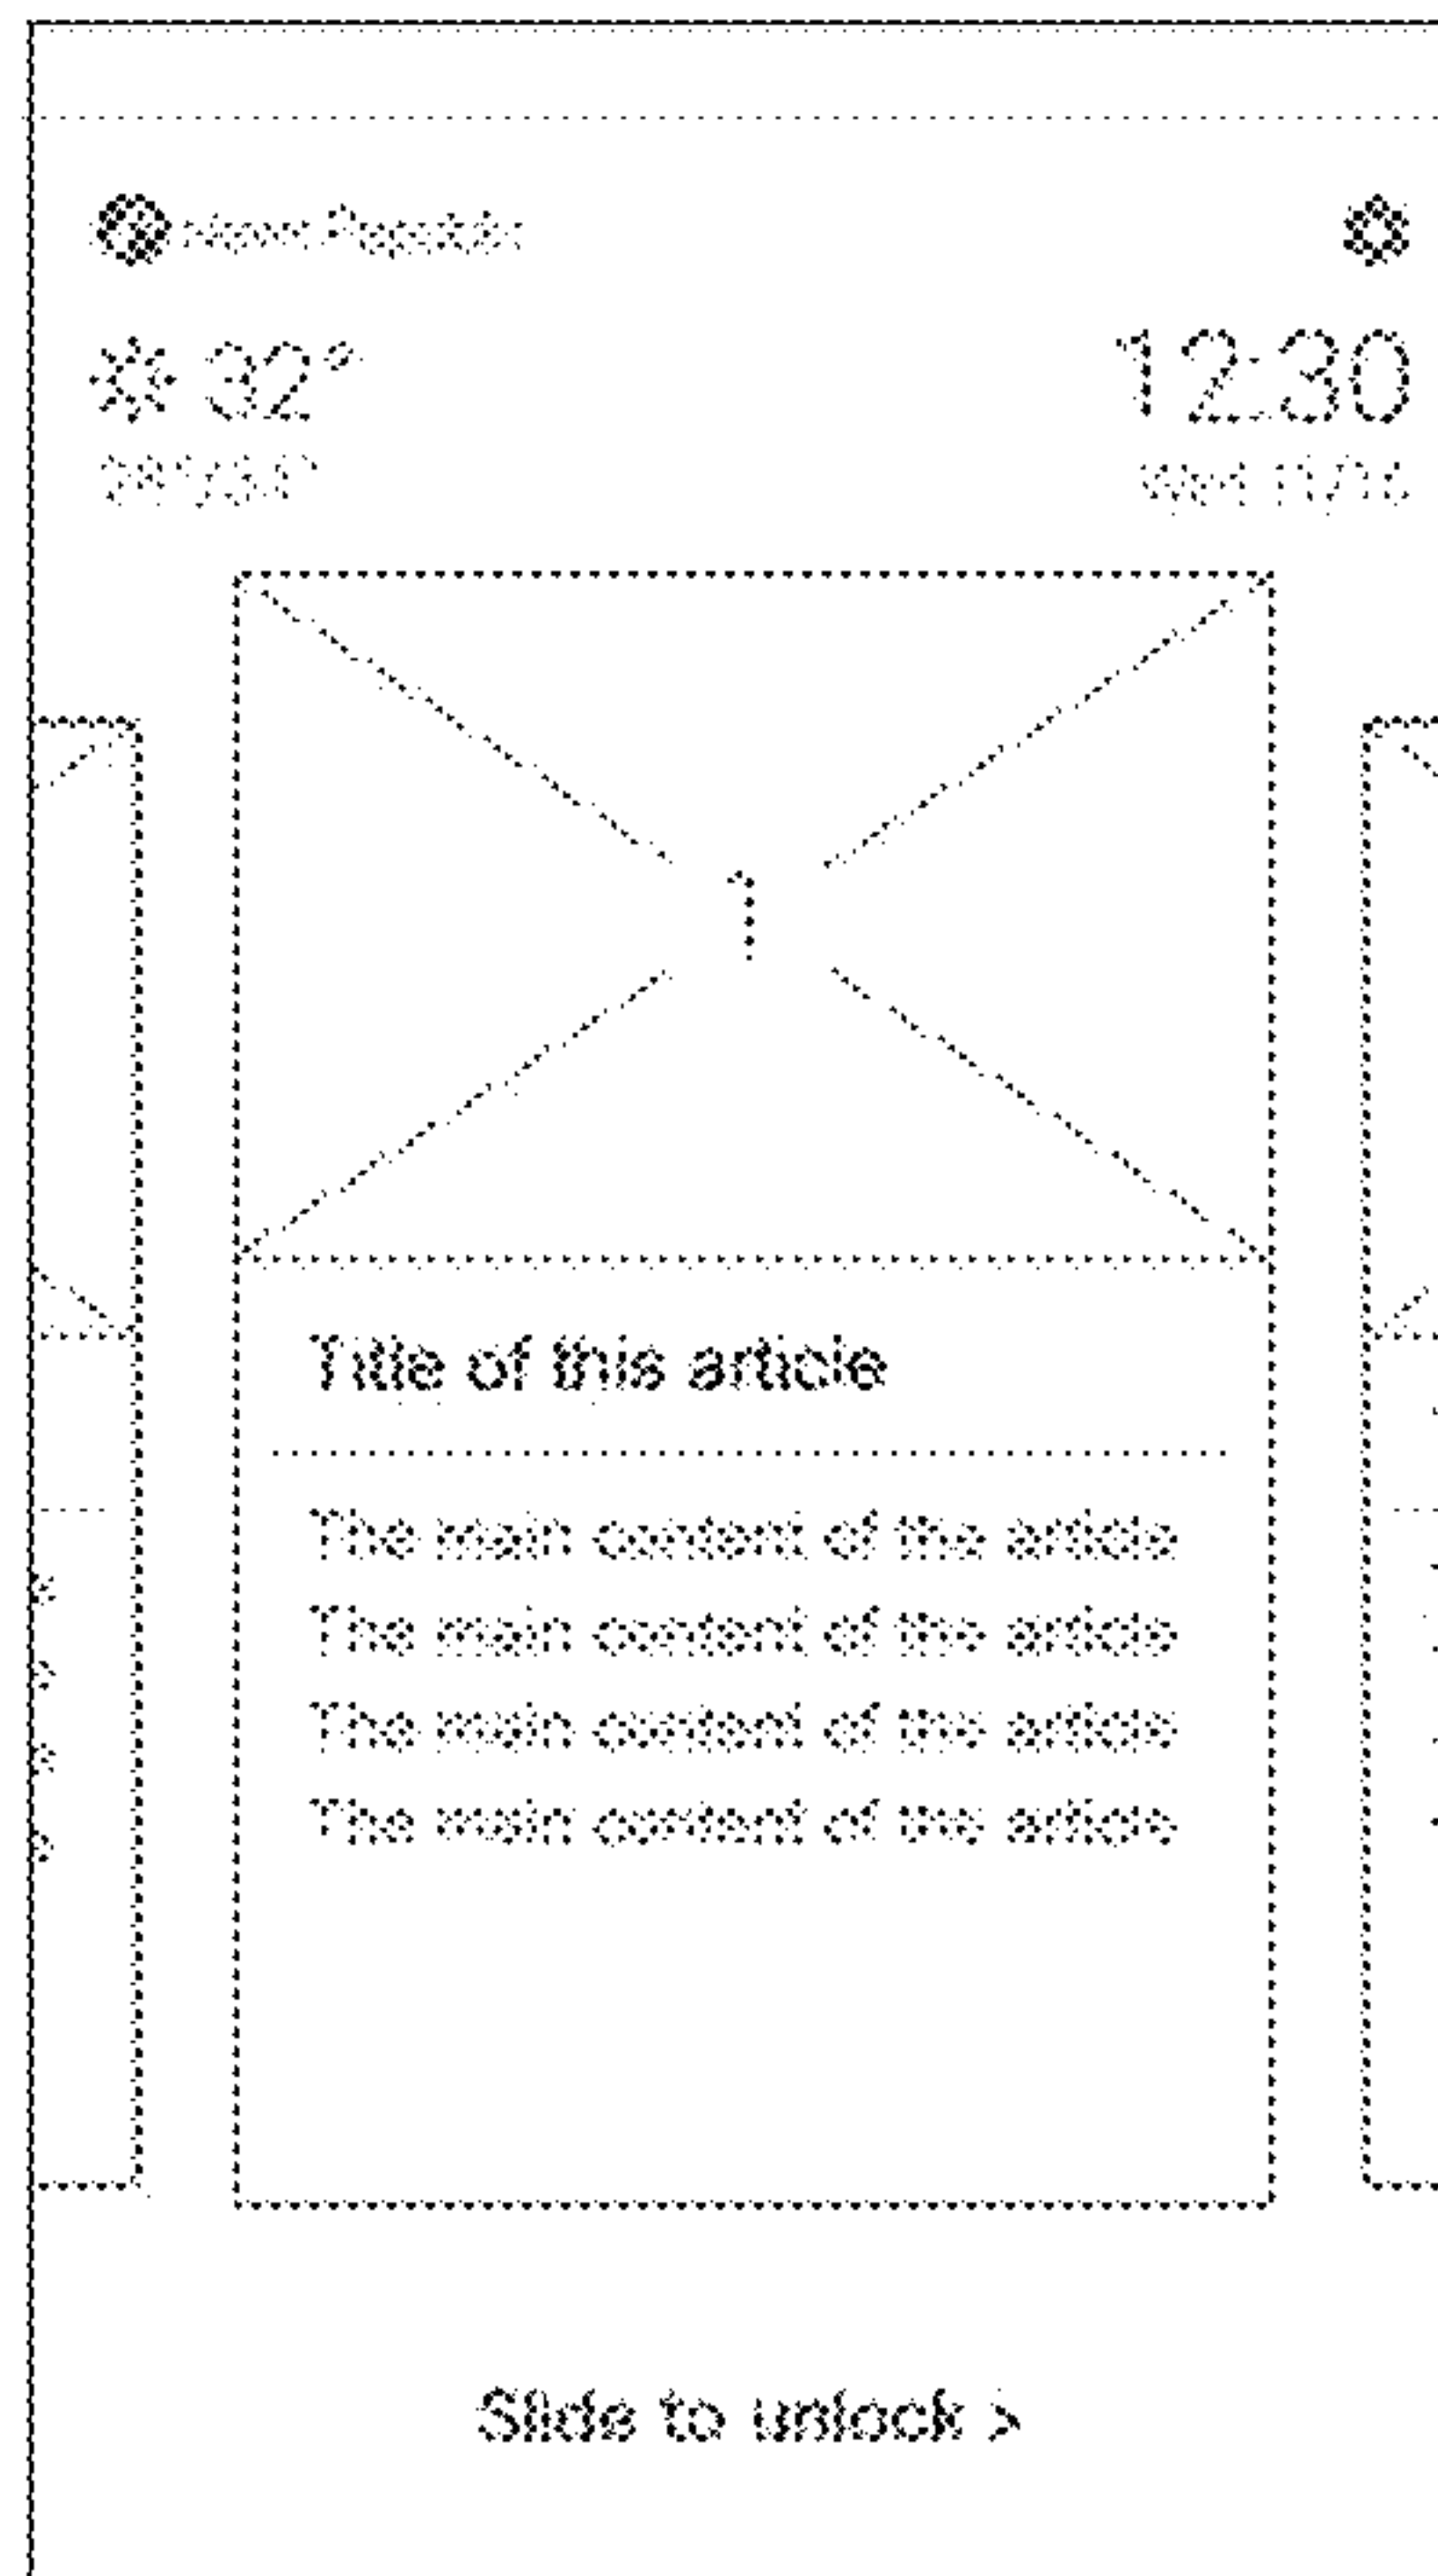 32°
12:30
1
Title of this article
The main content of the article
The main content of the article
The main content of the article
The main content of the article
Slide to unlock >